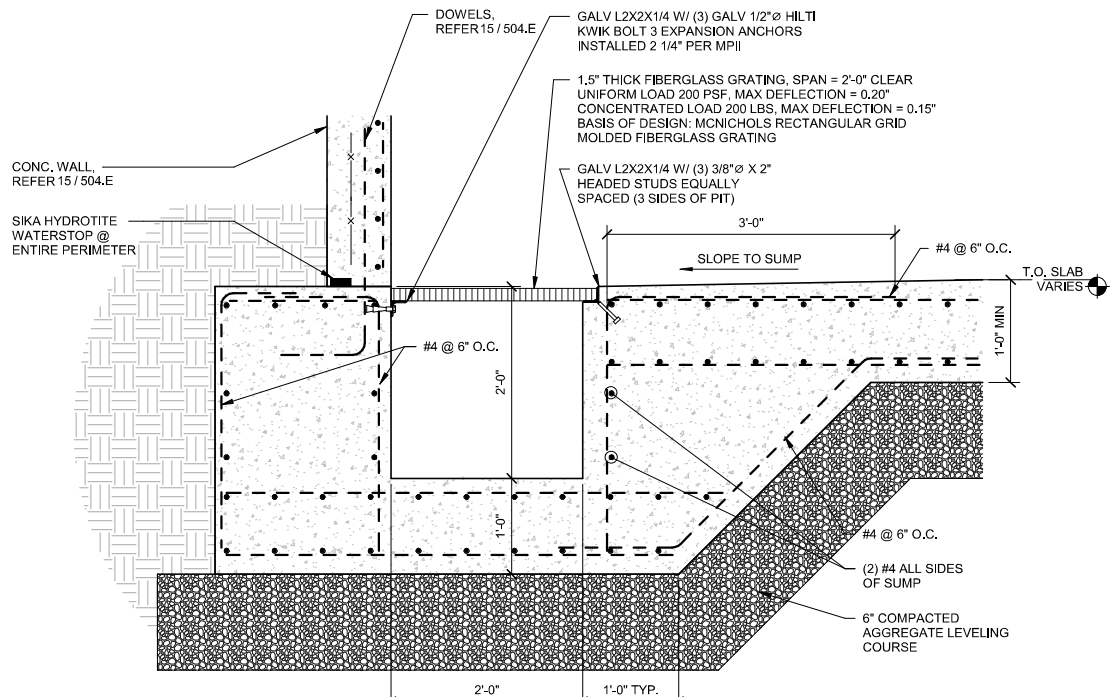 DOWELS,
REFER 15 / 504.E
GALV L2X2X1/4 W/ (3) GALV 1/2"Ø HILTI
KWIK BOLT 3 EXPANSION ANCHORS
INSTALLED 2 1/4" PER MPII
1.5" THICK FIBERGLASS GRATING, SPAN = 2'-0" CLEAR
UNIFORM LOAD 200 PSF, MAX DEFLECTION = 0.20"
CONCENTRATED LOAD 200 LBS, MAX DEFLECTION = 0.15"
BASIS OF DESIGN: MCNICHOLS RECTANGULAR GRID
MOLDED FIBERGLASS GRATING
CONC. WALL,
REFER 15 / 504.E
GALV L2X2X1/4 W/ (3) 3/8"Ø X 2"
HEADED STUDS EQUALLY
SPACED (3 SIDES OF PIT)
SIKA HYDROTITE
WATERSTOP @
ENTIRE PERIMETER
3'-0"
#4 @ 6" O.C.
SLOPE TO SUMP
T.O. SLAB
VARIES
1'-0" MIN
#4 @ 6" O.C.
2'-0"
1'-0"
#4 @ 6" O.C.
(2) #4 ALL SIDES
OF SUMP
6" COMPACTED
AGGREGATE LEVELING
COURSE
2'-0"
1'-0" TYP.